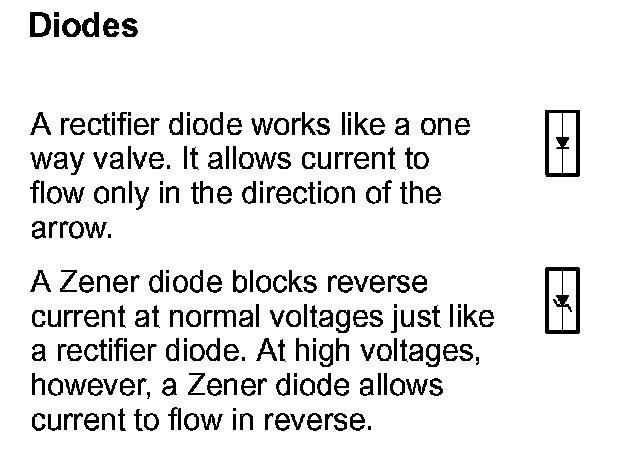 Diodes
A rectifier diode works like a one
way valve. It allows current to
flow only in the direction of the
arrow.
A Zener diode blocks reverse
current at normal voltages just like
a rectifier diode. At high voltages,
however, a Zener diode allows
current to flow in reverse.